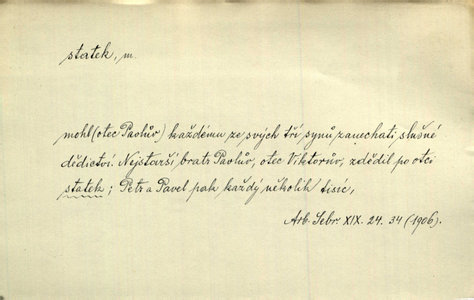 statek, m.
mohl (otec Pavlův) každému ze svých tří synů zanechati slušné
dědictví. Nejstarší bratr Pavlův, otec Viktorův, zdědil po otci
statek; Petr a Pavel pak každý několik tisíc,
Arb. Sebr. XIX. 24. 34 (1906).